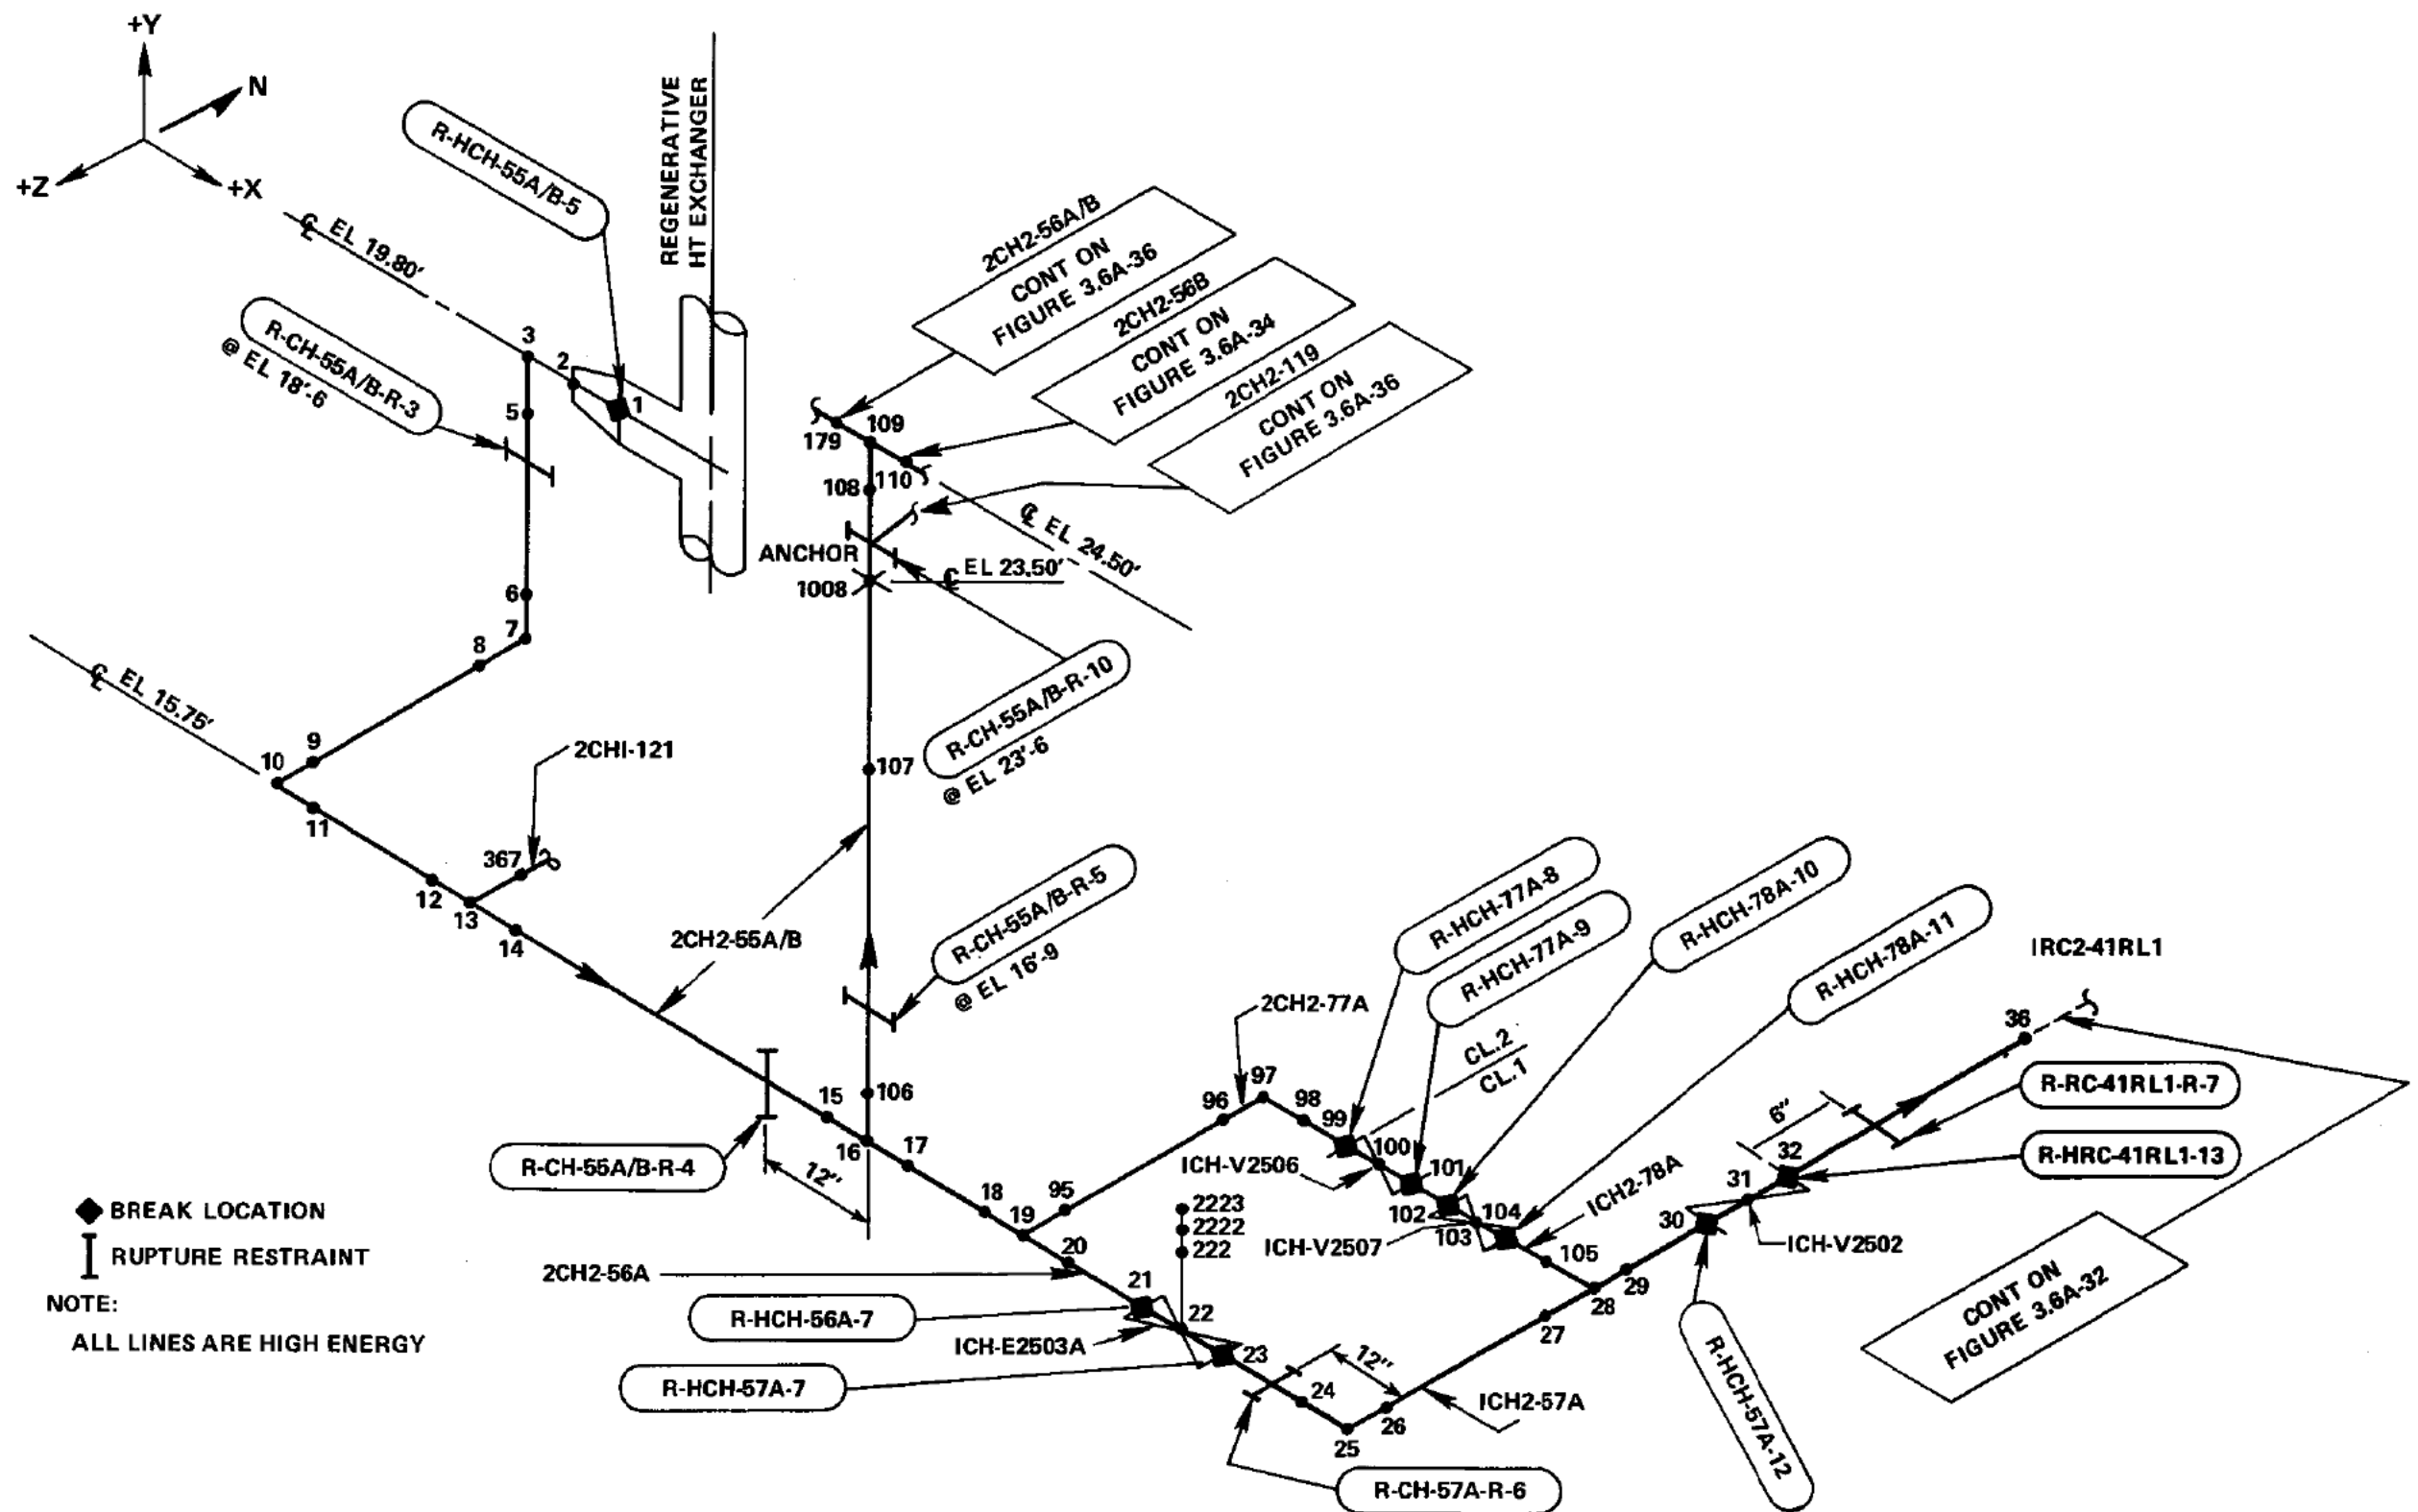 +Y
N
+Z
+X
℄ EL 19.80'
R-HCH-55A/B-5
REGENERATIVE
HT EXCHANGER
R-CH-55A/B-R-3
@ EL 18'-6
3
2
1
5
6
7
8
9
10
11
℄ EL 15.75'
2CH2-56A/B
CONT ON
FIGURE 3.6A-36
2CH2-56B
CONT ON
FIGURE 3.6A-34
2CH2-119
CONT ON
FIGURE 3.6A-36
179
109
110
108
ANCHOR
1008
℄ EL 23.50'
℄ EL 24.50'
R-CH-55A/B-R-10
@ EL 23'-6
107
2CHI-121
367
12
13
14
2CH2-55A/B
R-CH-55A/B-R-5
@ EL 16'-9
106
15
16
17
R-CH-55A/B-R-4
12"
18
19
95
20
2CH2-56A
21
R-HCH-56A-7
ICH-E2503A
22
2223
2222
222
R-HCH-57A-7
23
24
25
26
12"
ICH2-57A
R-CH-57A-R-6
27
28
29
2CH2-77A
96
97
98
99
R-HCH-77A-8
R-HCH-77A-9
R-HCH-78A-10
R-HCH-78A-11
CL.2
CL.1
ICH-V2506
100
101
102
103
104
105
ICH-V2507
ICH2-78A
30
31
32
ICH-V2502
R-HCH-57A-12
6"
36
IRC2-41RL1
R-RC-41RL1-R-7
R-HRC-41RL1-13
CONT ON
FIGURE 3.6A-32
BREAK LOCATION
RUPTURE RESTRAINT
NOTE:
ALL LINES ARE HIGH ENERGY